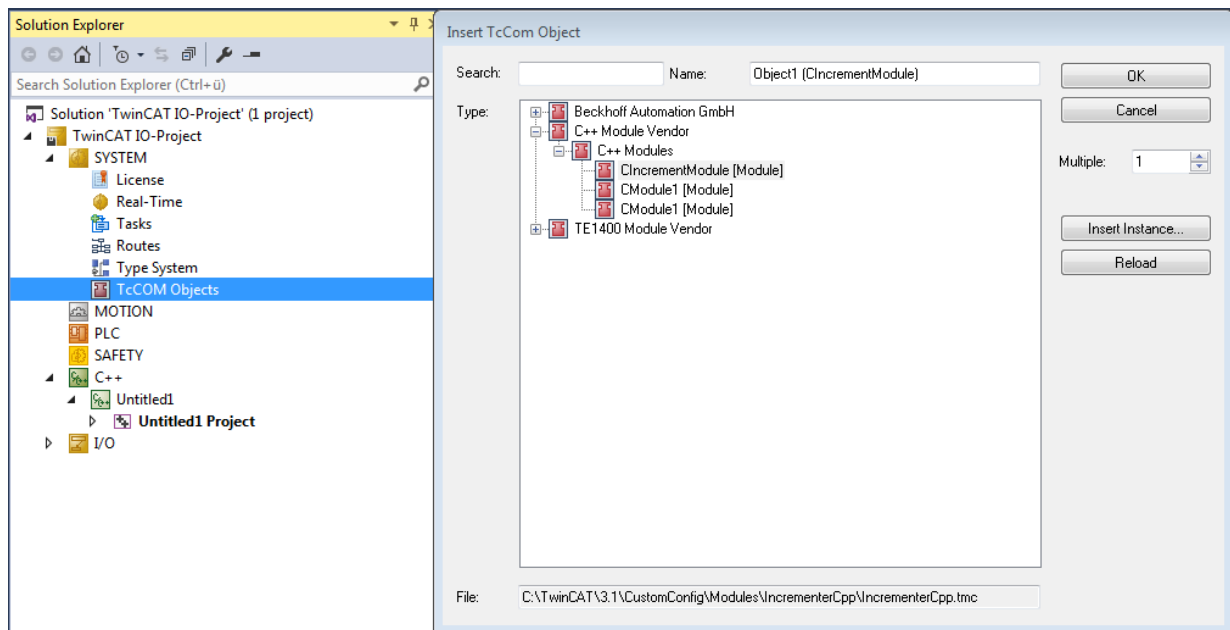 Solution Explorer
Search Solution Explorer (Ctrl+ü)
Solution 'TwinCAT IO-Project' (1 project)
TwinCAT IO-Project
SYSTEM
License
Real-Time
Tasks
Routes
Type System
TcCOM Objects
MOTION
PLC
SAFETY
C++
Untitled1
Untitled1 Project
I/O
Insert TcCom Object
Search:
Name: Object1 (CIncrementModule)
OK
Cancel
Type:
Beckhoff Automation GmbH
C++ Module Vendor
C++ Modules
CIncrementModule [Module]
CModule1 [Module]
CModule1 [Module]
TE1400 Module Vendor
Multiple: 1
Insert Instance...
Reload
File: C:\TwinCAT\3.1\CustomConfig\Modules\IncrementerCpp\IncrementerCpp.tmc